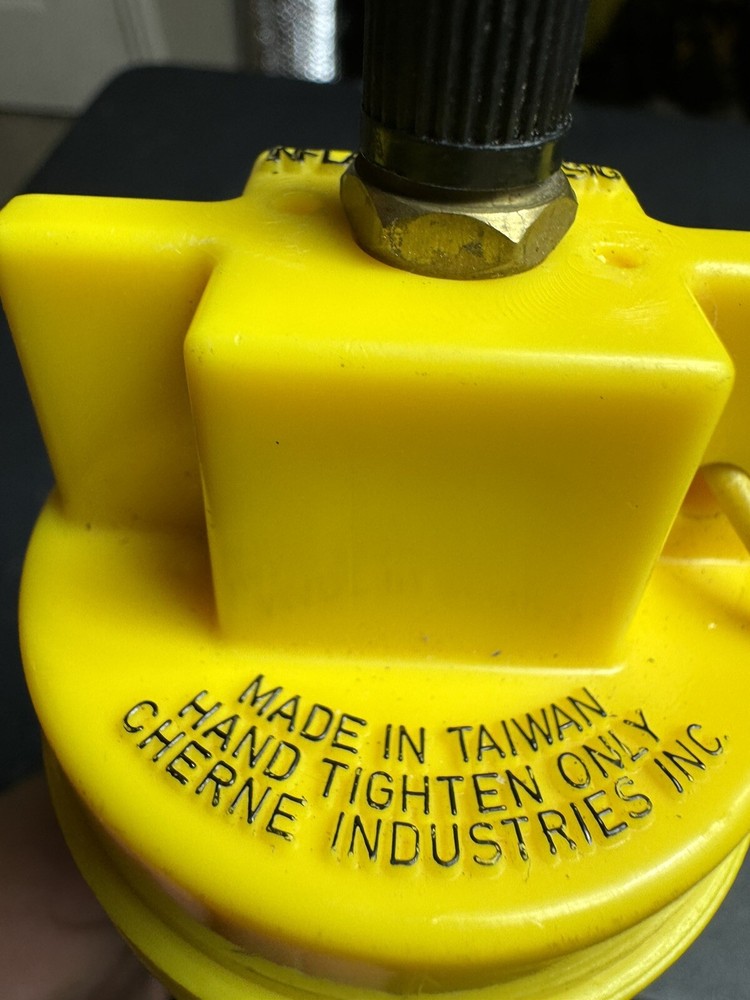 MADE IN TAIWAN
HAND TIGHTEN ONLY
CHERNE INDUSTRIES INC.